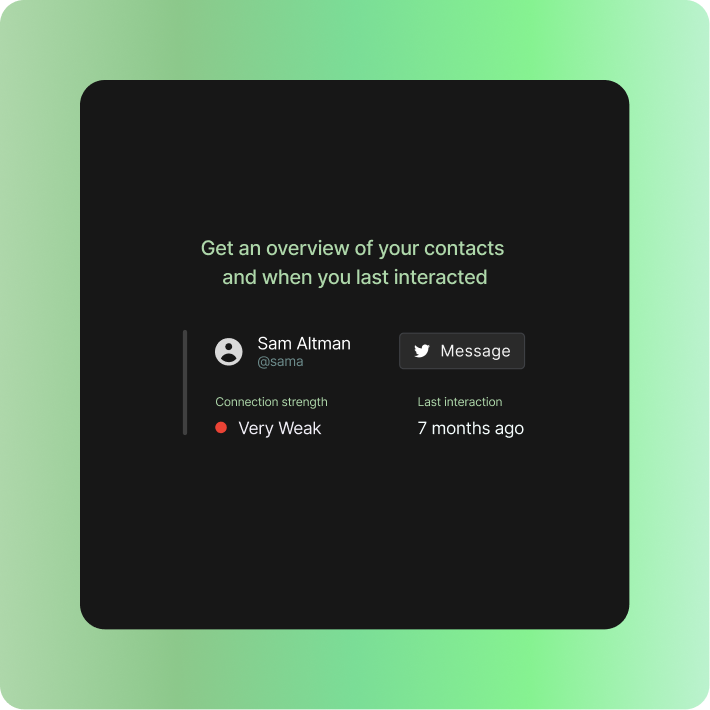 Get an overview of your contacts
and when you last interacted
Sam Altman
@sama
Message
Connection strength
Last interaction
Very Weak
7 months ago